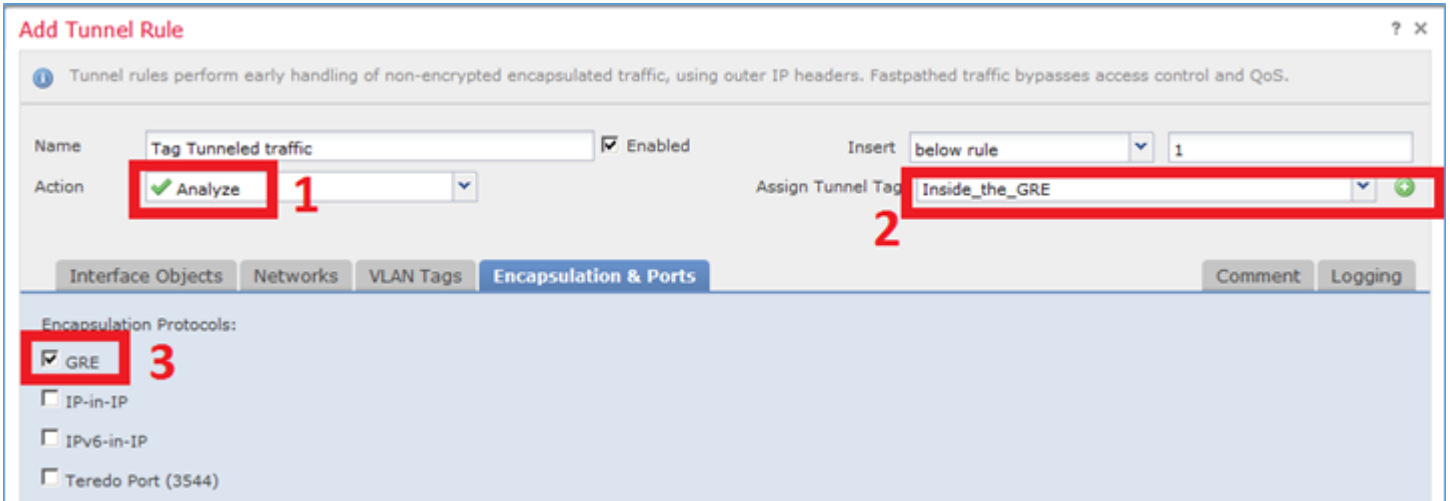 Add Tunnel Rule ? ×
Tunnel rules perform early handling of non-encrypted encapsulated traffic, using outer IP headers. Fastpathed traffic bypasses access control and QoS.
Name Tag Tunneled traffic Enabled Insert below rule 1
Action Analyze 1 Assign Tunnel Tag Inside_the_GRE
2
Interface Objects Networks VLAN Tags Encapsulation & Ports Comment Logging
Encapsulation Protocols:
GRE 3
IP-in-IP
IPv6-in-IP
Teredo Port (3544)